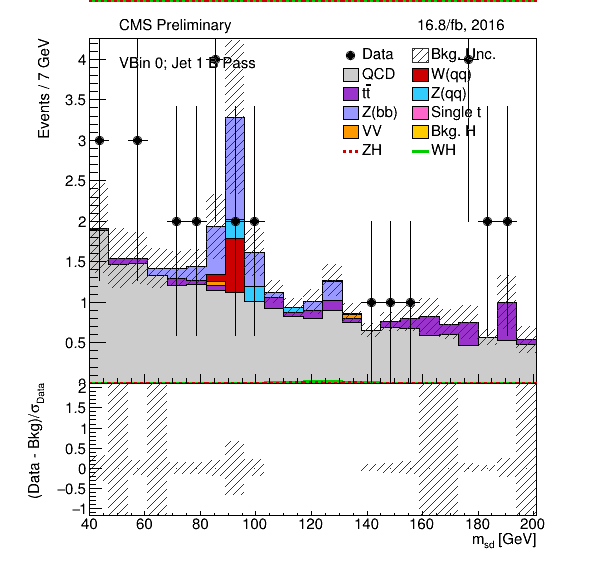 CMS Preliminary 16.8/fb, 2016
VBin 0; Jet 1 B Pass
Data Bkg. Unc.
QCD W(qq)
tt̄ Z(qq)
Z(bb) Single t
VV Bkg. H
ZH WH
Events / 7 GeV
4
3.5
3
2.5
2
1.5
1
0.5
0
(Data - Bkg)/σData
2
1.5
1
0.5
0
−0.5
−1
40 60 80 100 120 140 160 180 200
msd [GeV]